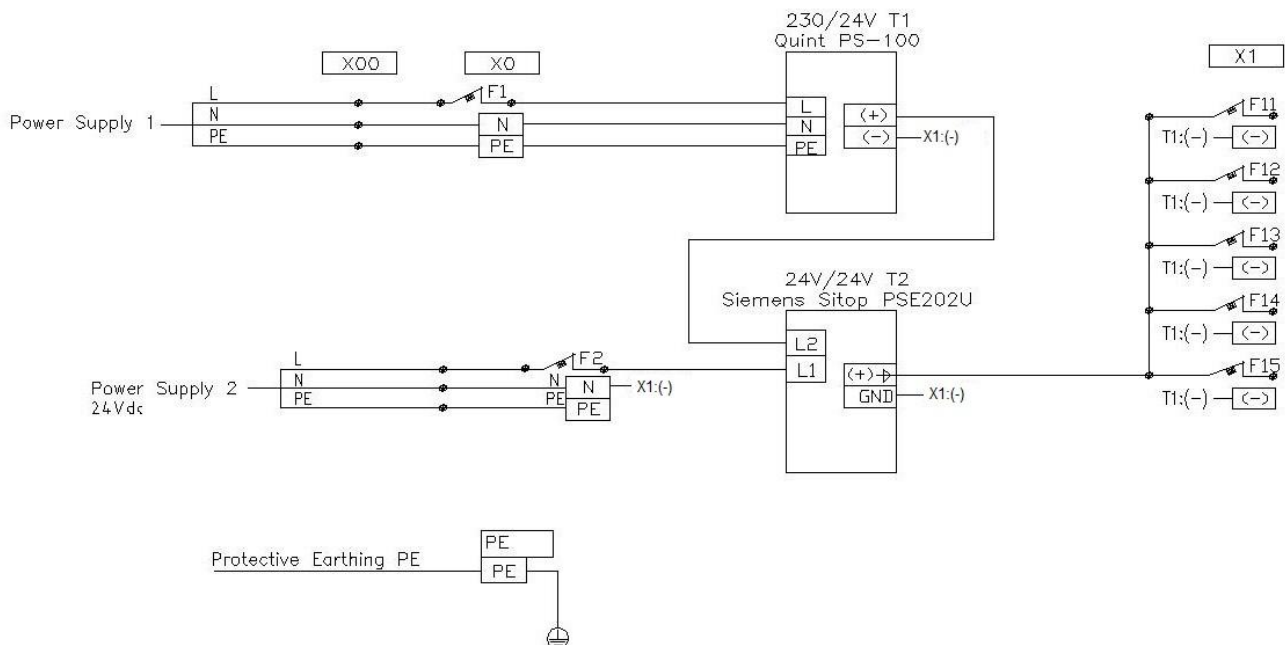 230/24V T1
Quint PS-100
X00
X0
X1
L
F1
F11
Power Supply 1
N
N
L
N
PE
(+)
(-)
X1:(-)
T1:(-)
(-)
PE
PE
F12
T1:(-)
(-)
F13
T1:(-)
(-)
24V/24V T2
Siemens Sitop PSE202U
F14
T1:(-)
(-)
L2
L1
L
F2
F15
Power Supply 2
24Vdc
N
N
N
X1:(-)
PE
PE
PE
(+)
GND
X1:(-)
T1:(-)
(-)
PE
Protective Earthing PE
PE